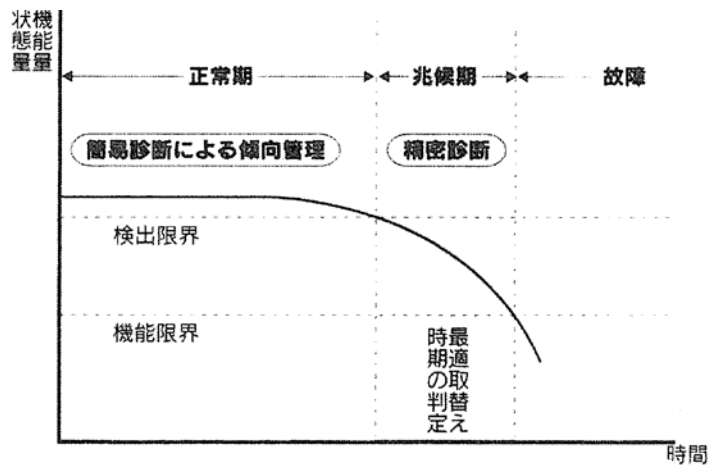 機能量
状態量
正常期
兆候期
故障
簡易診断による傾向管理
精密診断
検出限界
機能限界
最適取替え
時期の判定
時間